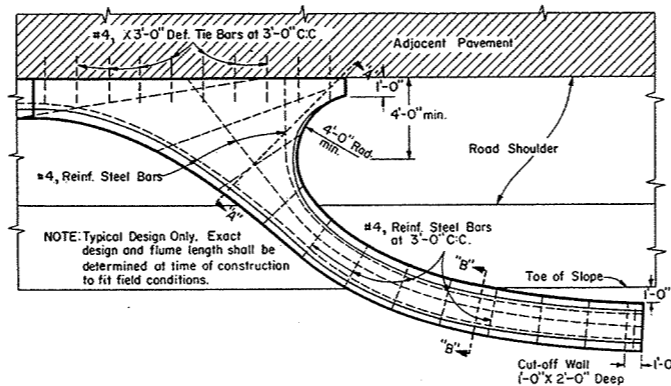 #4, X 3'-0" Def. Tie Bars at 3'-0" C:C
Adjacent Pavement
"A"
1'-0"
4'-0" min.
4'-0" Rad.
min.
Road Shoulder
#4, Reinf. Steel Bars
"A"
#4, Reinf. Steel Bars
at 3'-0" C:C.
NOTE: Typical Design Only. Exact
design and flume length shall be
determined at time of construction
to fit field conditions.
"B"
Toe of Slope
1'-0"
"B"
Cut-off Wall
1'-0" X 2'-0" Deep